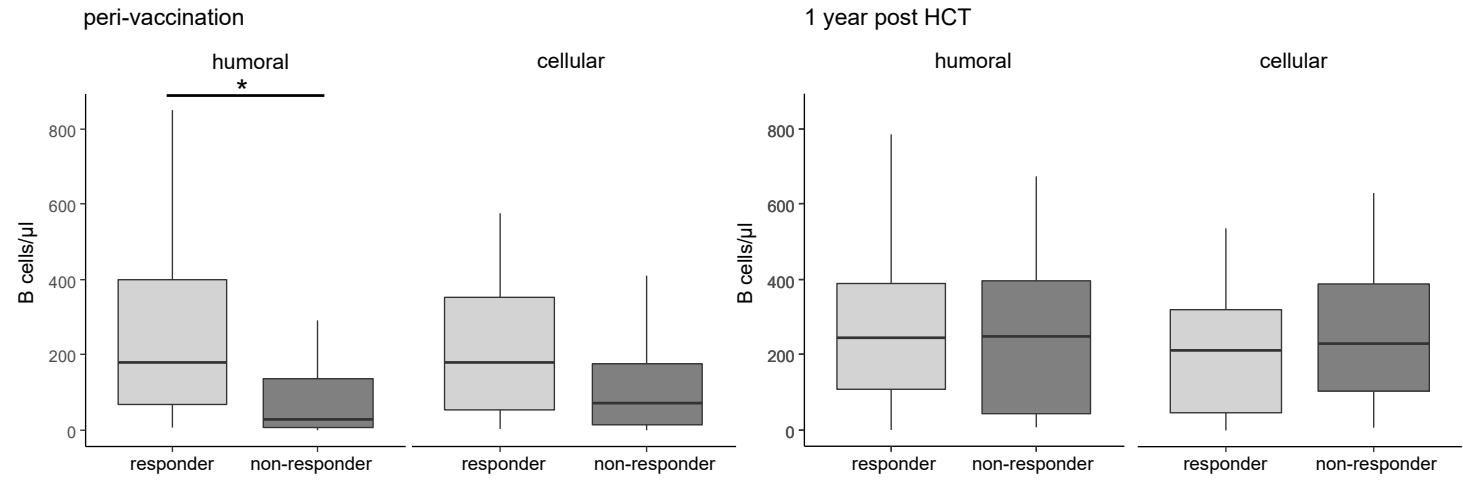 peri-vaccination
humoral
cellular
*
B cells/µl
800
600
400
200
0
responder
non-responder
responder
non-responder
1 year post HCT
humoral
cellular
B cells/µl
800
600
400
200
0
responder
non-responder
responder
non-responder